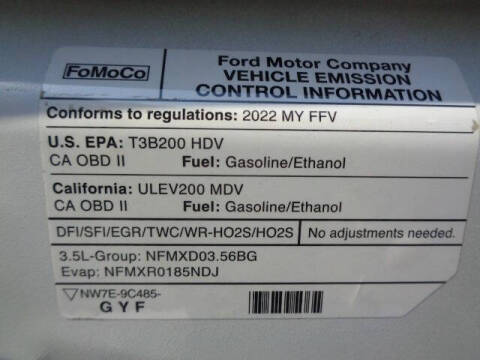 FoMoCo
Ford Motor Company
VEHICLE EMISSION
CONTROL INFORMATION
Conforms to regulations: 2022 MY FFV
U.S. EPA: T3B200 HDV
CA OBD II Fuel: Gasoline/Ethanol
California: ULEV200 MDV
CA OBD II Fuel: Gasoline/Ethanol
DFI/SFI/EGR/TWC/WR-HO2S/HO2S No adjustments needed.
3.5L-Group: NFMXD03.56BG
Evap: NFMXR0185NDJ
NW7E-9C485-
GYF